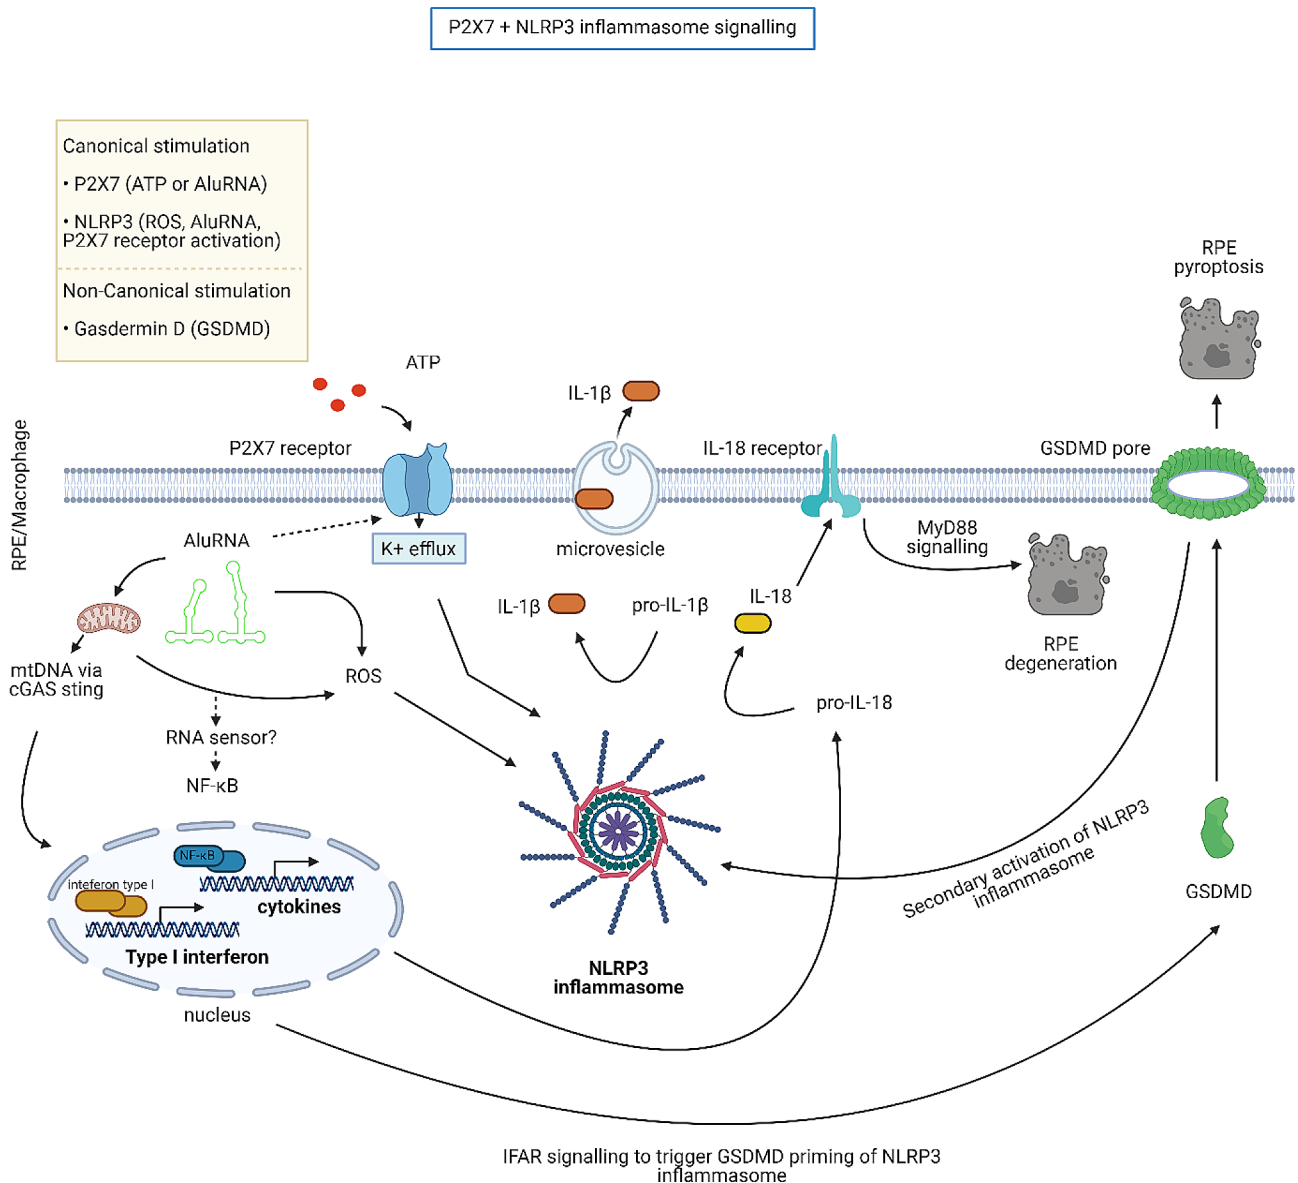 P2X7 + NLRP3 inflammasome signalling
Canonical stimulation
• P2X7 (ATP or AluRNA)
• NLRP3 (ROS, AluRNA,
P2X7 receptor activation)
Non-Canonical stimulation
• Gasdermin D (GSDMD)
RPE
pyroptosis
ATP
IL-1β
RPE/Macrophage
P2X7 receptor
IL-18 receptor
GSDMD pore
AluRNA
K+ efflux
microvesicle
MyD88
signalling
IL-1β
pro-IL-1β
IL-18
RPE
degeneration
mtDNA via
cGAS sting
ROS
pro-IL-18
RNA sensor?
NF-κB
NF-κB
cytokines
inteferon type I
Type I interferon
nucleus
NLRP3
inflammasome
Secondary activation of NLRP3
inflammasome
GSDMD
IFAR signalling to trigger GSDMD priming of NLRP3
inflammasome